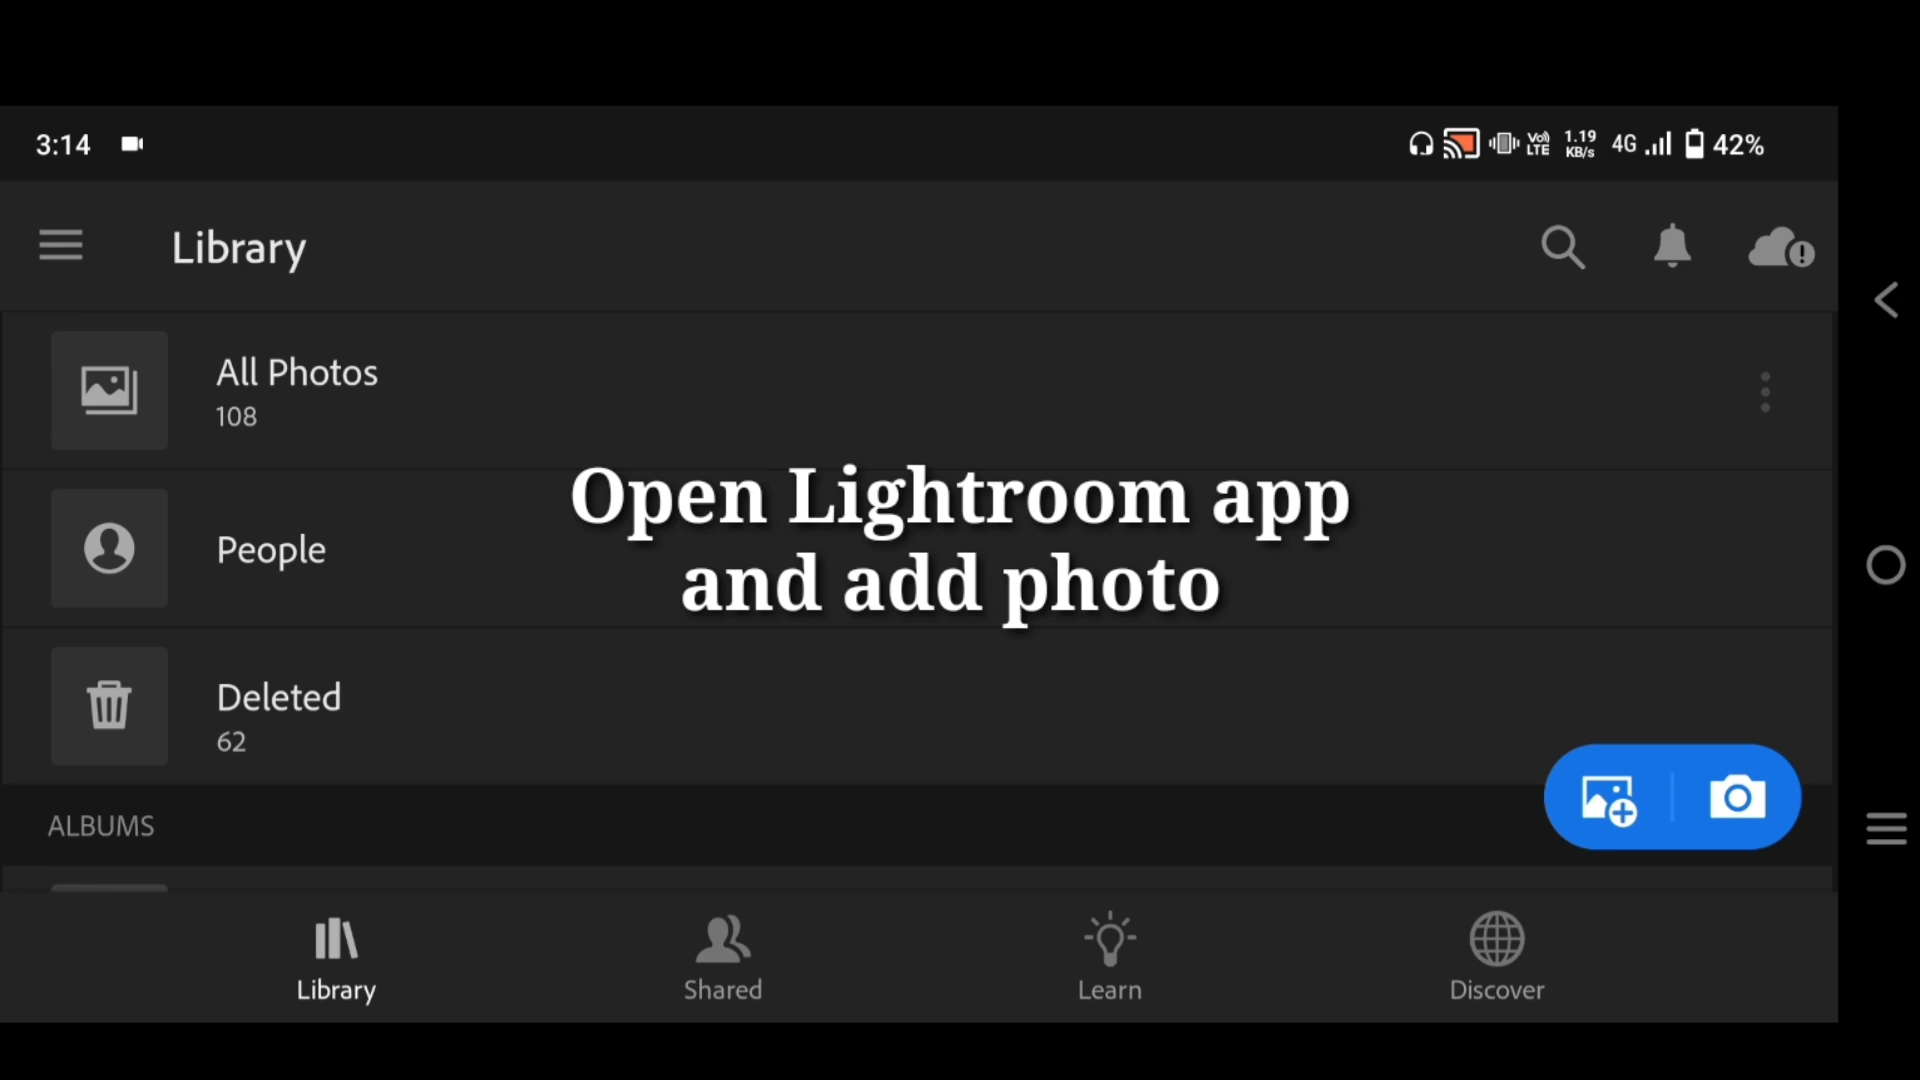 3:14 VoLTE 1.19 KB/s 4G 42%
Library
All Photos
108
Open Lightroom app
and add photo
People
Deleted
62
ALBUMS
Library Shared Learn Discover